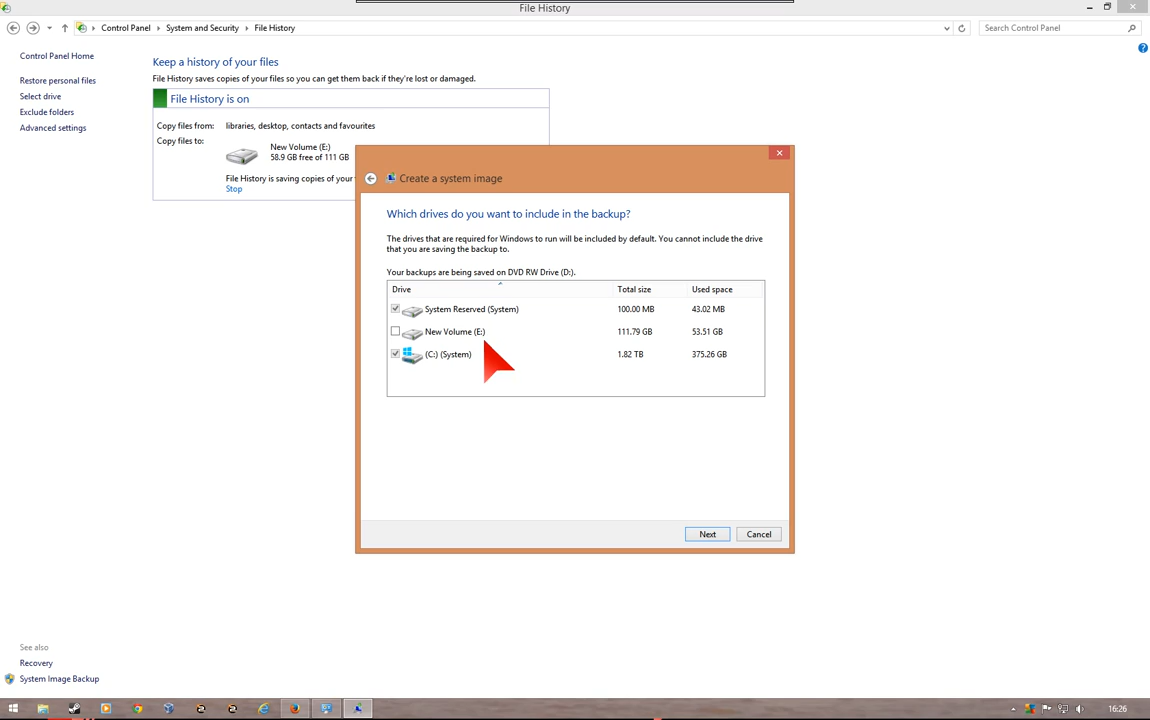 File History
Control Panel
System and Security
File History
Search Control Panel
Control Panel Home
Restore personal files
Select drive
Exclude folders
Advanced settings
Keep a history of your files
File History saves copies of your files so you can get them back if they're lost or damaged.
File History is on
Copy files from: libraries, desktop, contacts and favourites
Copy files to: New Volume (E:)
58.9 GB free of 111 GB
File History is saving copies of your
Stop
Create a system image
Which drives do you want to include in the backup?
The drives that are required for Windows to run will be included by default. You cannot include the drive
that you are saving the backup to.
Your backups are being saved on DVD RW Drive (D:).
Drive Total size Used space
System Reserved (System) 100.00 MB 43.02 MB
New Volume (E:) 111.79 GB 53.51 GB
(C:) (System) 1.82 TB 375.26 GB
Next Cancel
See also
Recovery
System Image Backup
16:26